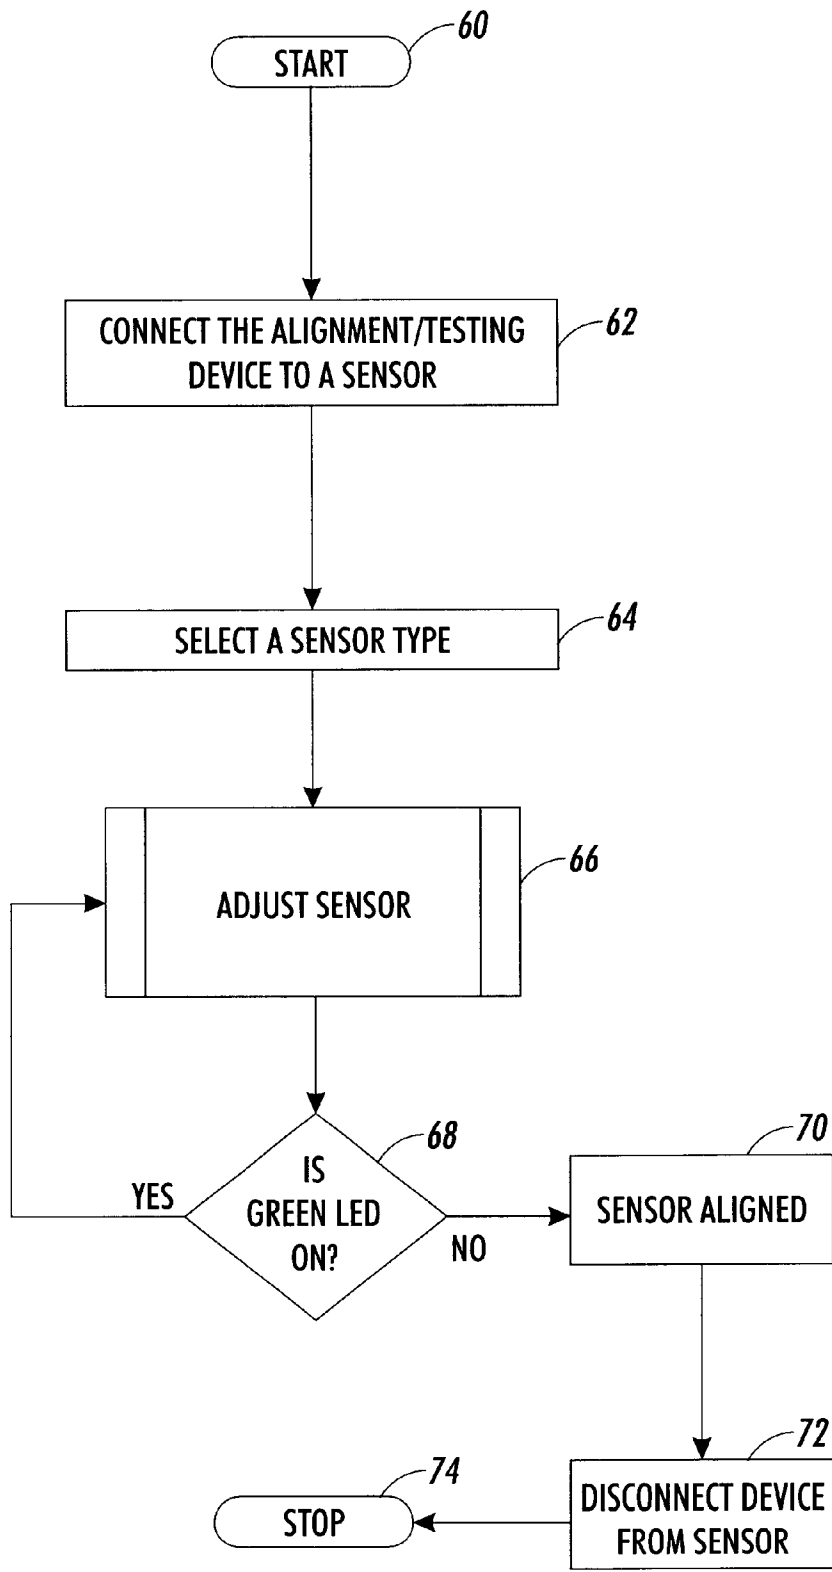 60
START
62
CONNECT THE ALIGNMENT/TESTING
DEVICE TO A SENSOR
64
SELECT A SENSOR TYPE
66
ADJUST SENSOR
68
IS
GREEN LED
ON?
YES
NO
70
SENSOR ALIGNED
72
DISCONNECT DEVICE
FROM SENSOR
74
STOP